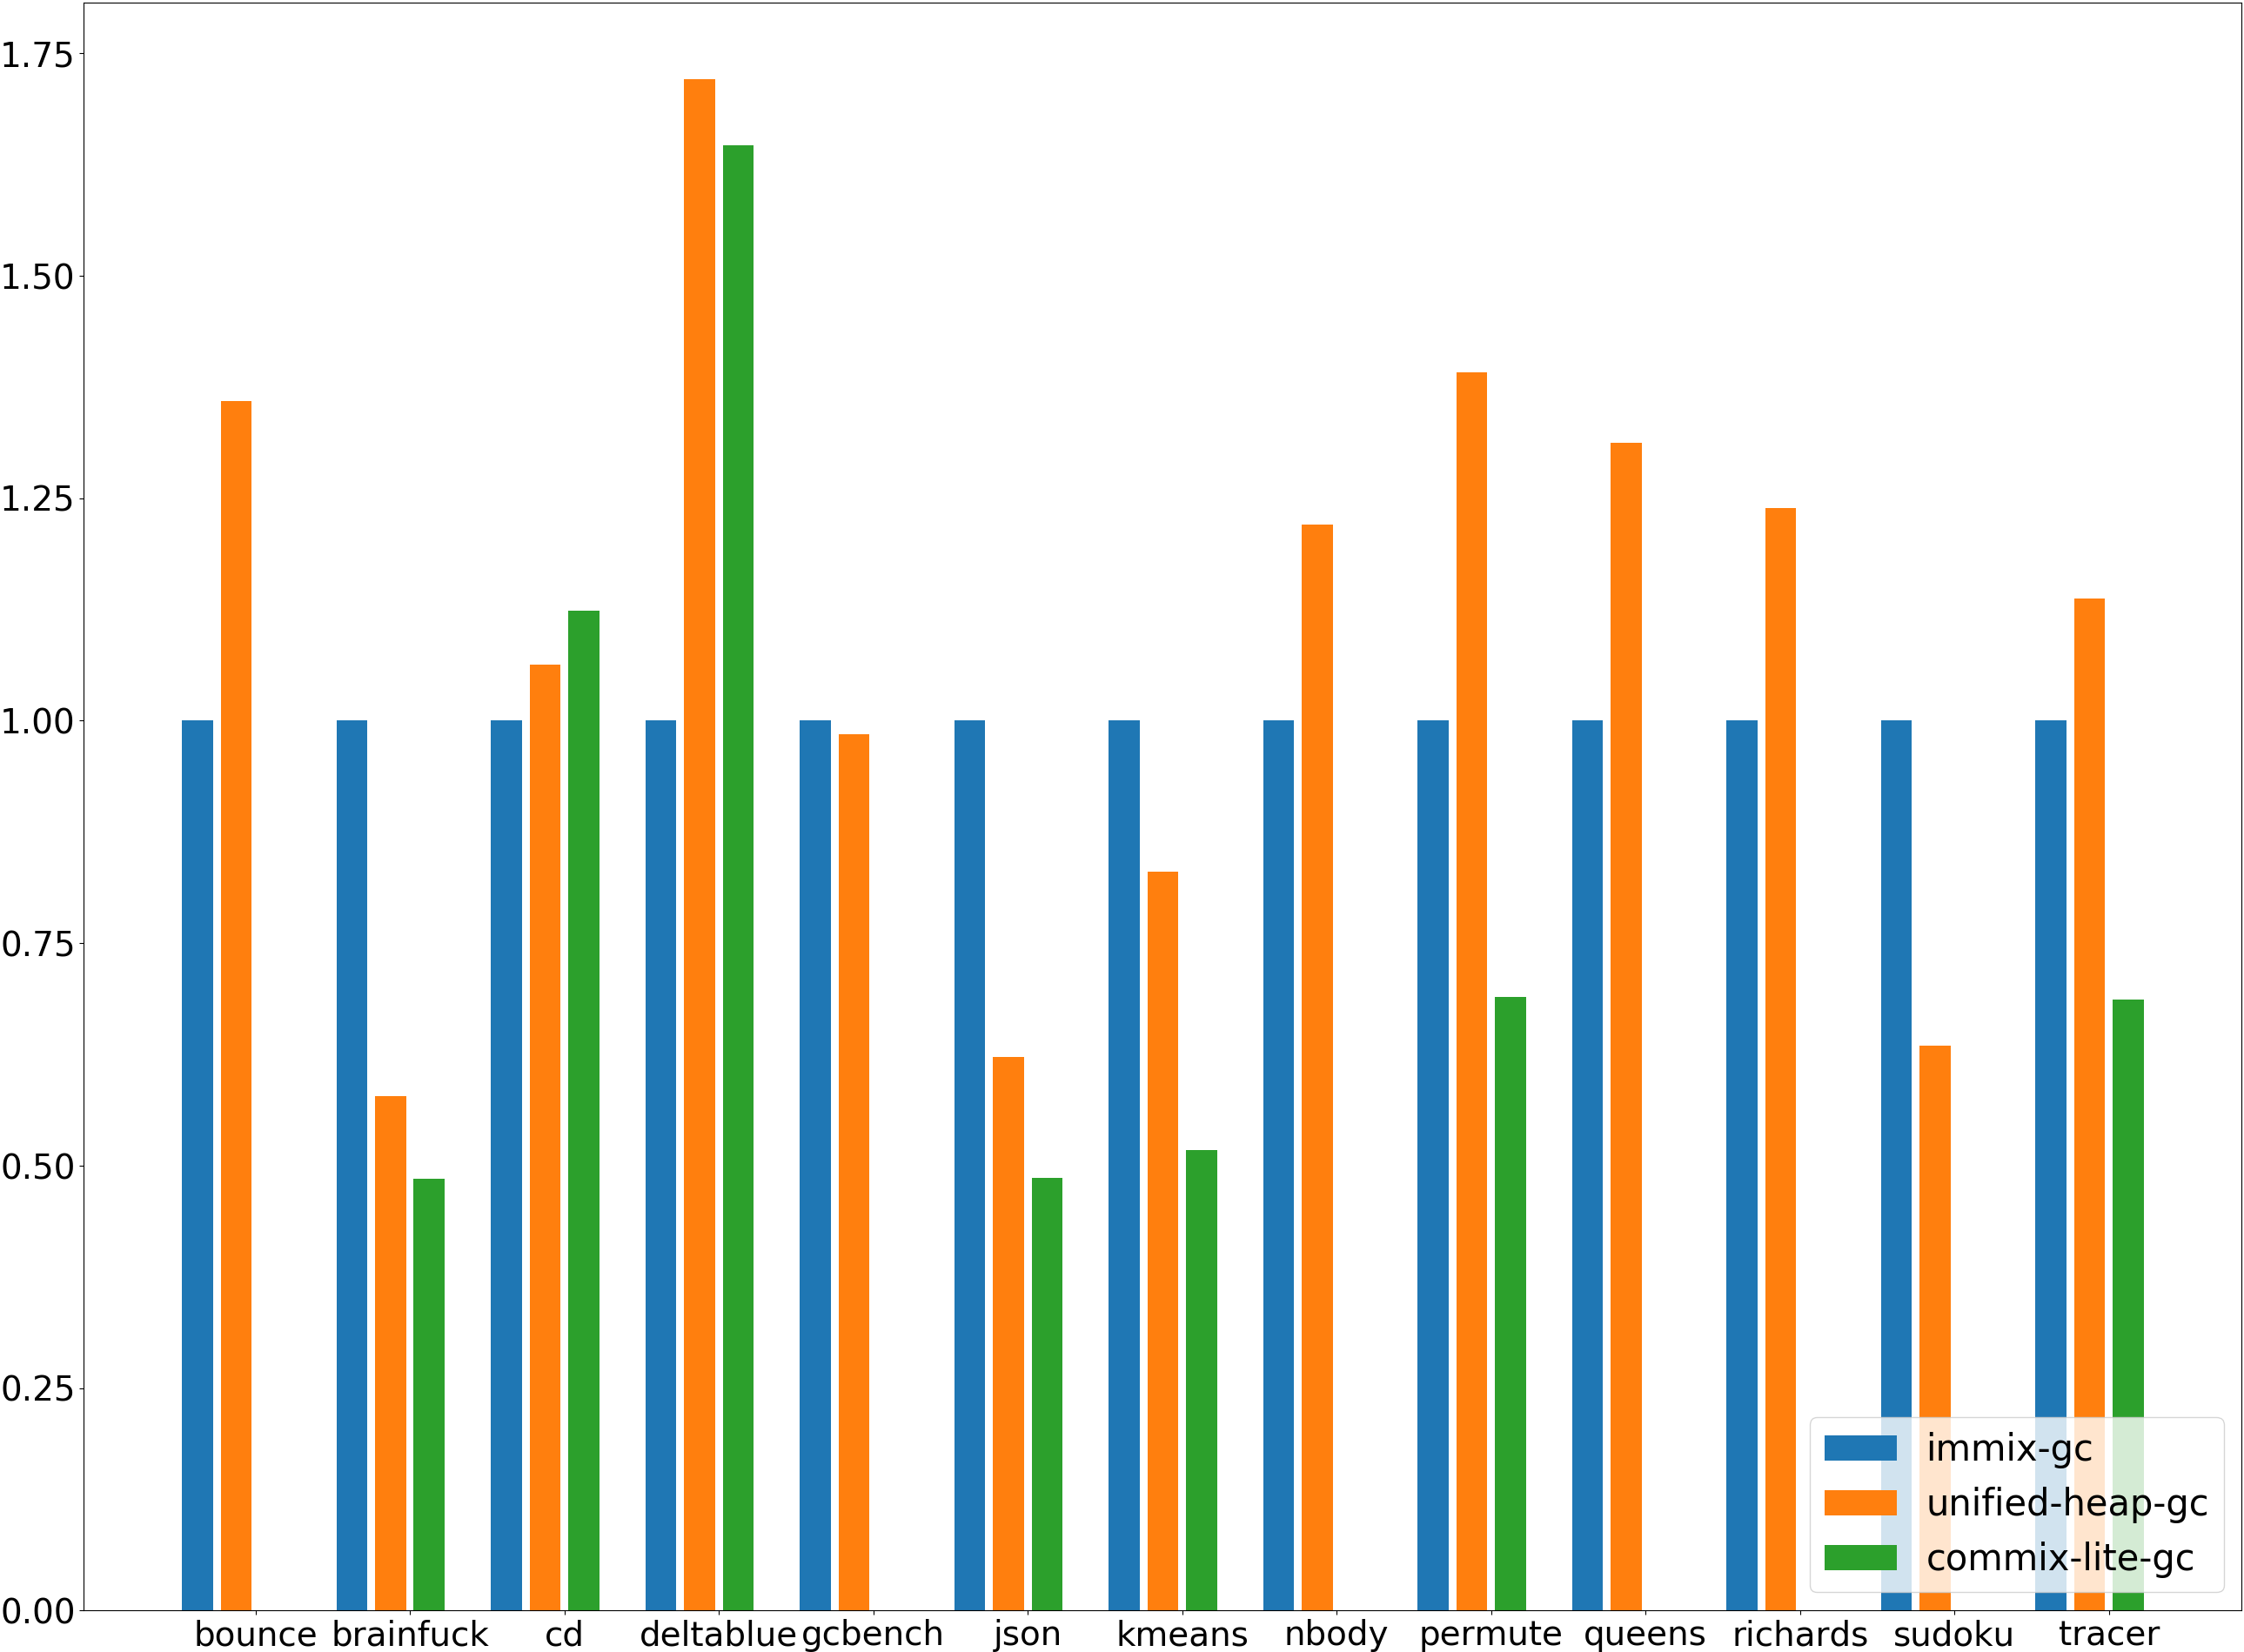 1.75
1.50
1.25
1.00
0.75
0.50
0.25
0.00
immix-gc
unified-heap-gc
commix-lite-gc
bounce brainfuck cd deltablue gcbench json kmeans nbody permute queens richards sudoku tracer